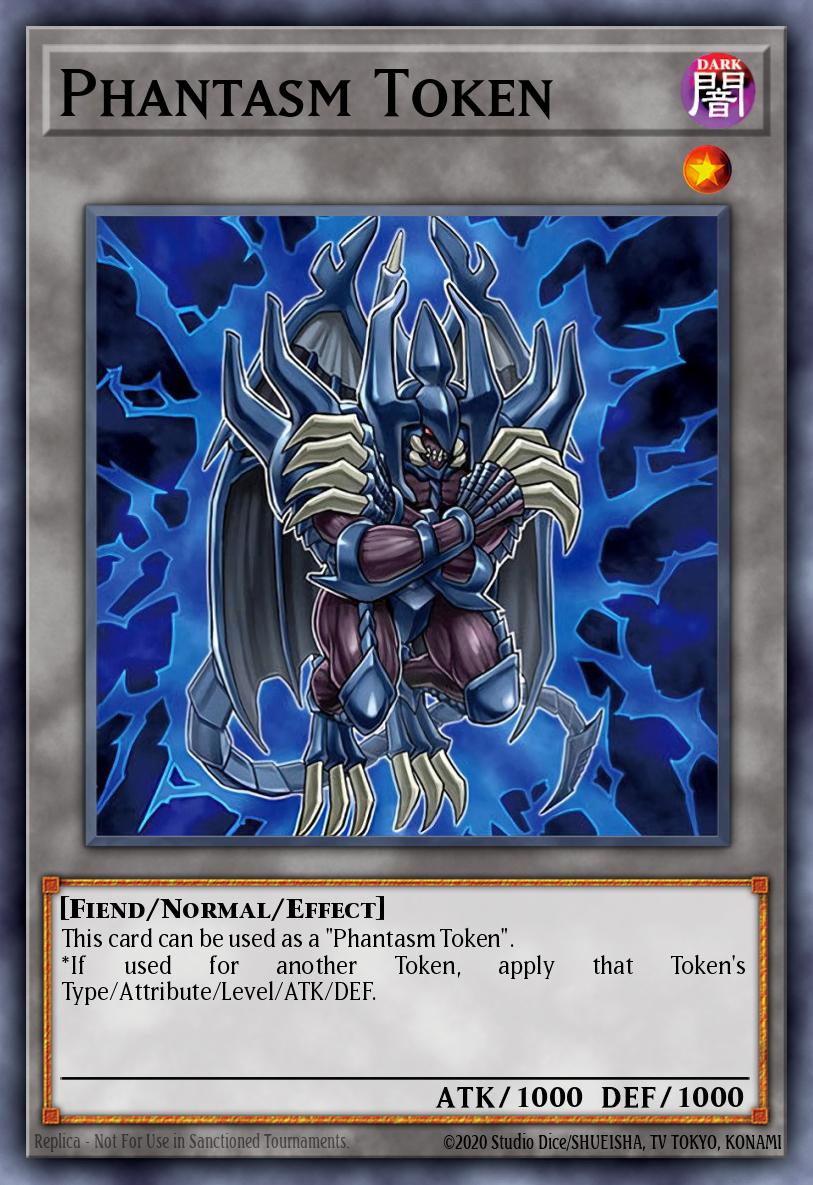 Phantasm Token
DARK
闇
[Fiend/Normal/Effect]
This card can be used as a "Phantasm Token".
*If used for another Token, apply that Token's
Type/Attribute/Level/ATK/DEF.
ATK/1000 DEF/1000
Replica - Not For Use in Sanctioned Tournaments.
©2020 Studio Dice/SHUEISHA, TV TOKYO, KONAMI